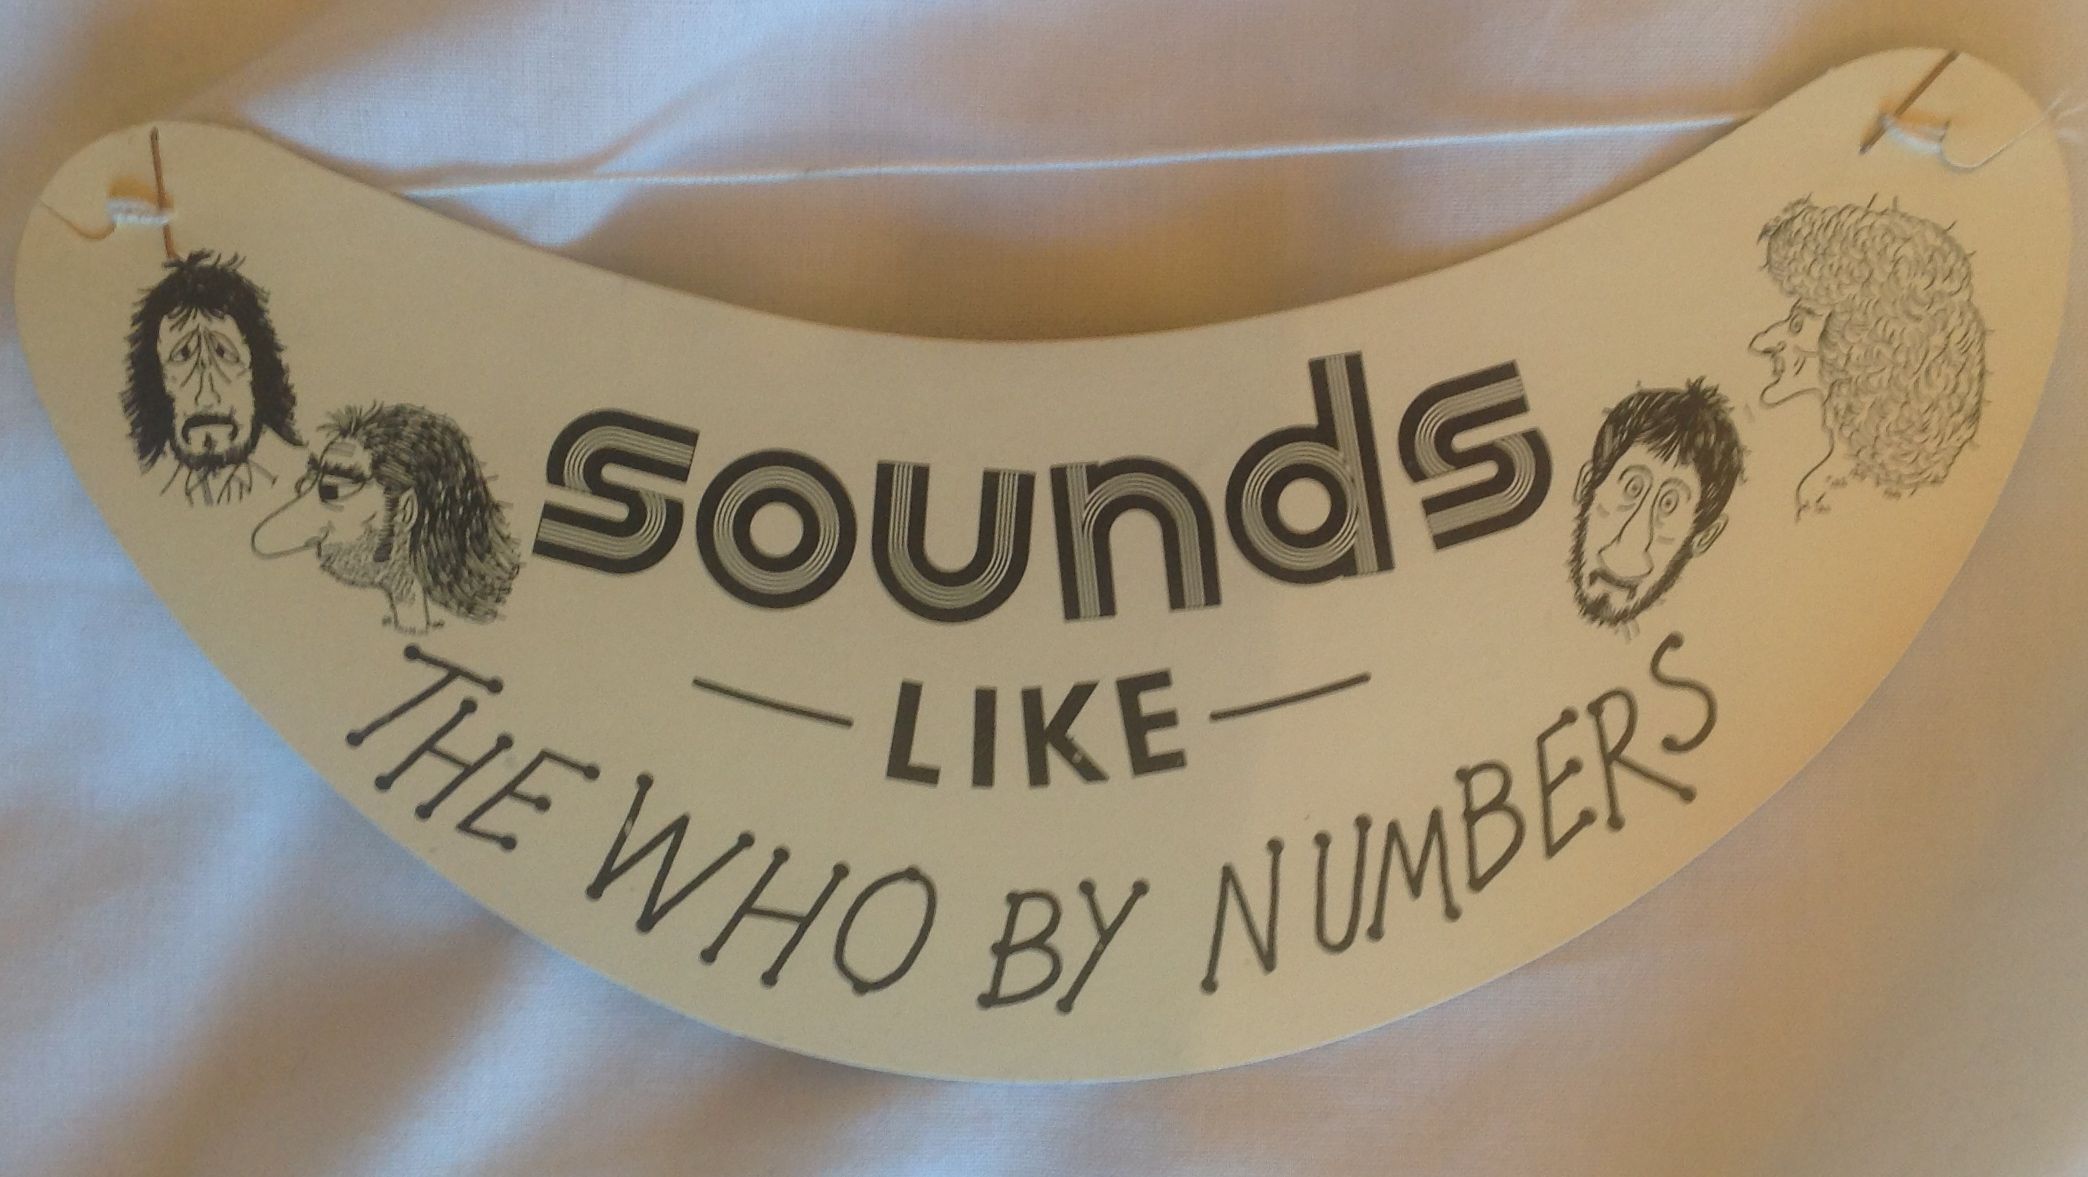 sounds
LIKE
THE WHO BY NUMBERS